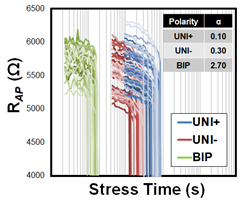 6500
6000
5500
5000
4500
4000
R_AP (Ω)
Stress Time (s)
Polarity α
UNI+ 0.10
UNI- 0.30
BIP 2.70
UNI+
UNI-
BIP